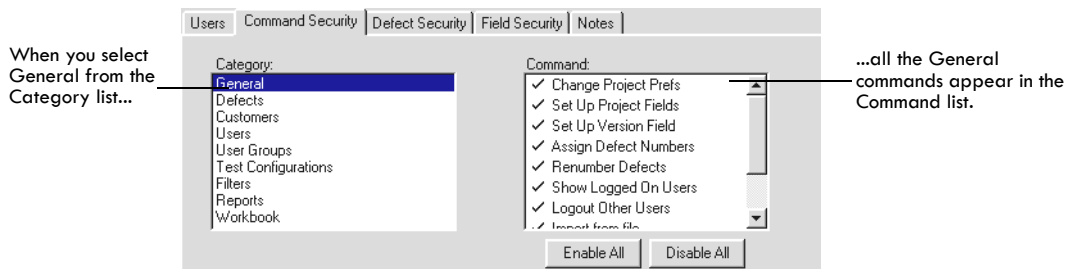 Users Command Security Defect Security Field Security Notes
When you select
General from the
Category list...
Category:
General
Defects
Customers
Users
User Groups
Test Configurations
Filters
Reports
Workbook
Command:
✓ Change Project Prefs
✓ Set Up Project Fields
✓ Set Up Version Field
✓ Assign Defect Numbers
✓ Renumber Defects
✓ Show Logged On Users
✓ Logout Other Users
✓ Import from file
...all the General
commands appear in the
Command list.
Enable All Disable All